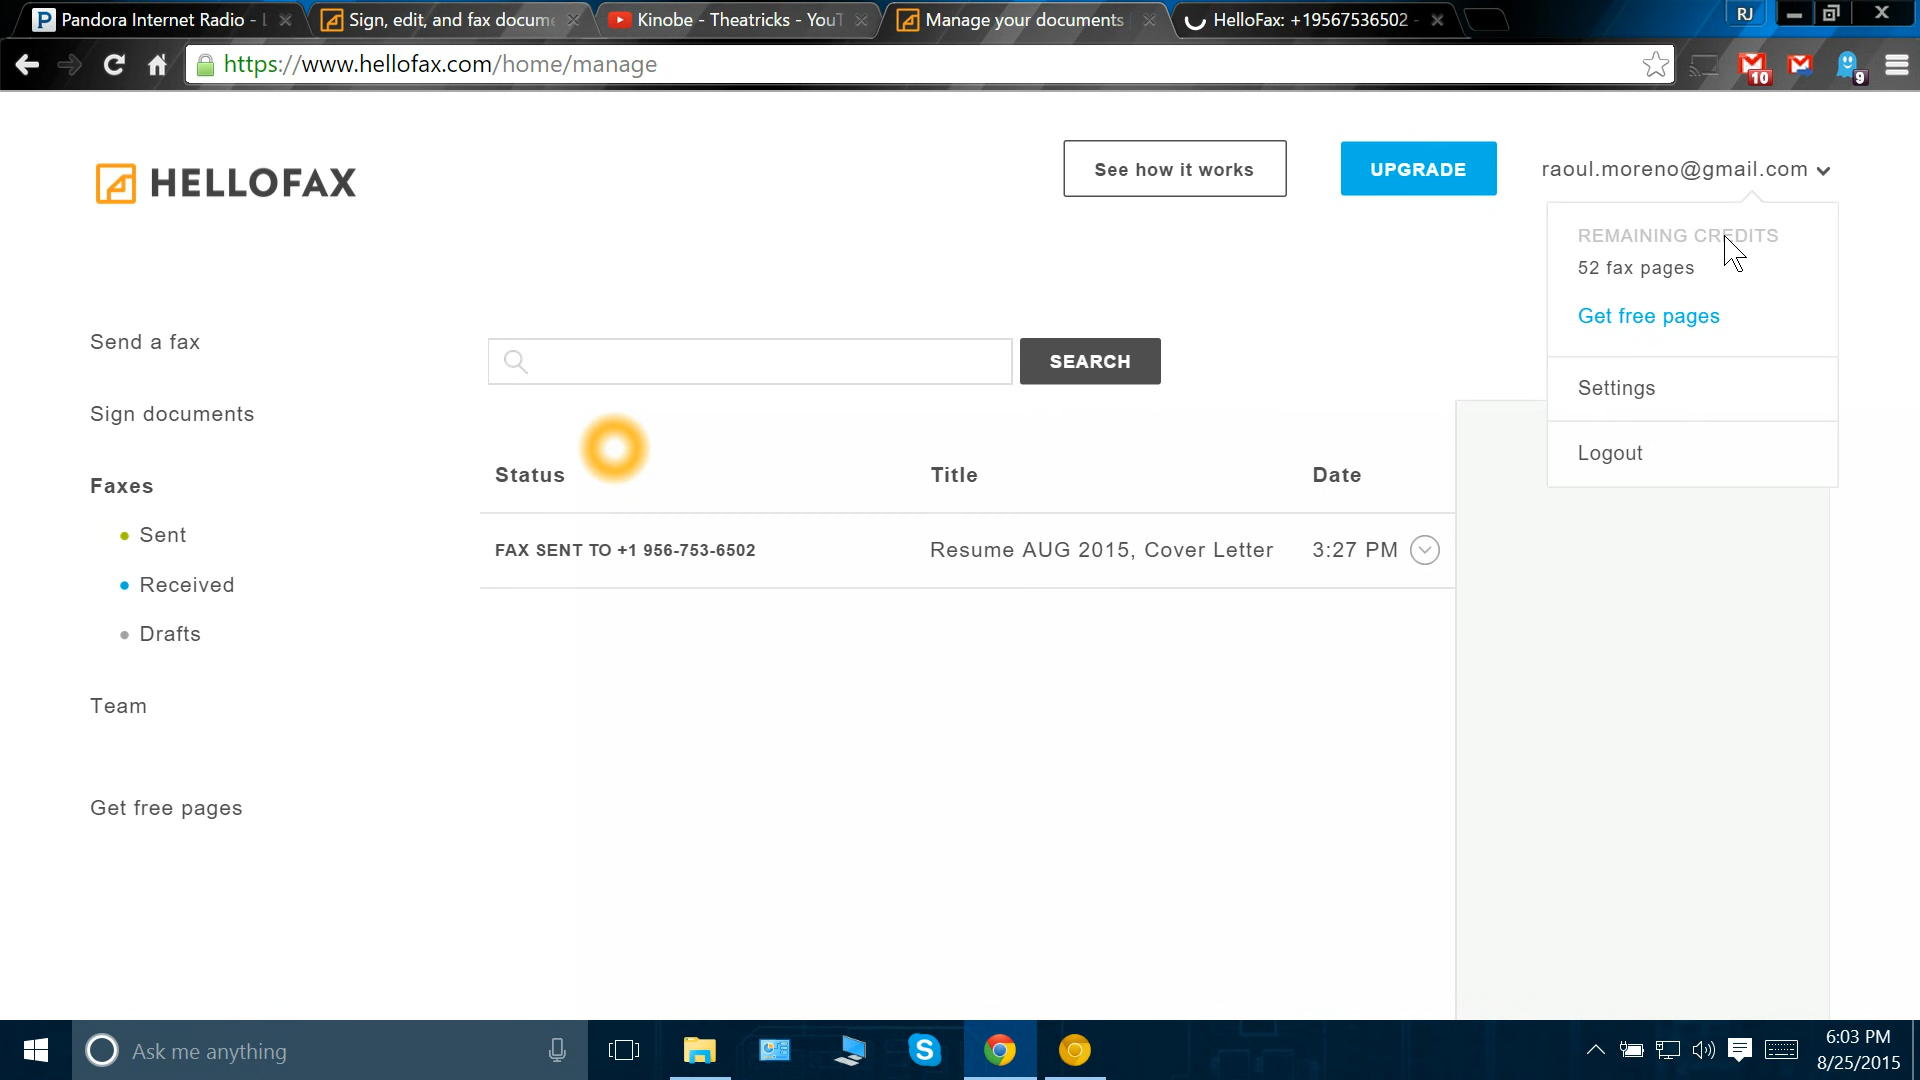 Pandora Internet Radio - L
Sign, edit, and fax docume
Kinobe - Theatricks - YouT
Manage your documents
HelloFax: +19567536502 -
RJ
https://www.hellofax.com/home/manage
10
9
HELLOFAX
See how it works
UPGRADE
raoul.moreno@gmail.com
REMAINING CREDITS
52 fax pages
Get free pages
Settings
Logout
Send a fax
Sign documents
Faxes
Sent
Received
Drafts
Team
Get free pages
SEARCH
Status Title Date
FAX SENT TO +1 956-753-6502 Resume AUG 2015, Cover Letter 3:27 PM
Ask me anything
6:03 PM
8/25/2015